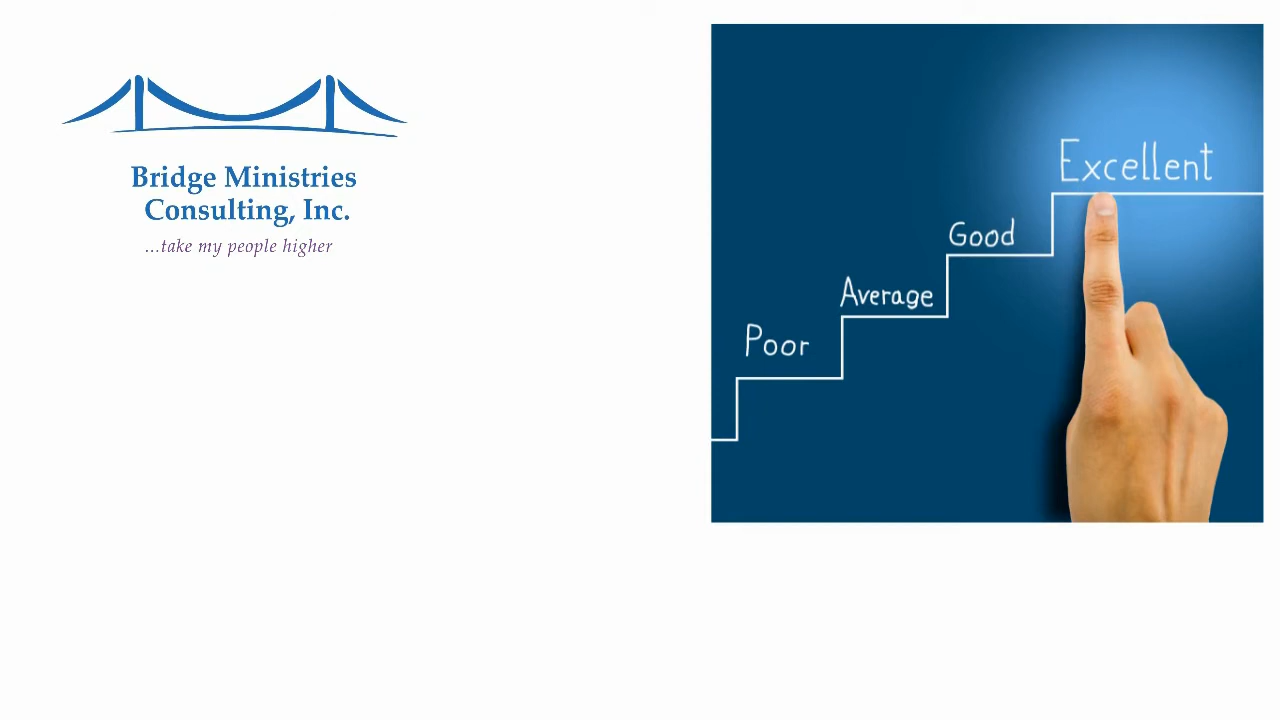 Bridge Ministries
Consulting, Inc.
...take my people higher
Excellent
Good
Average
Poor